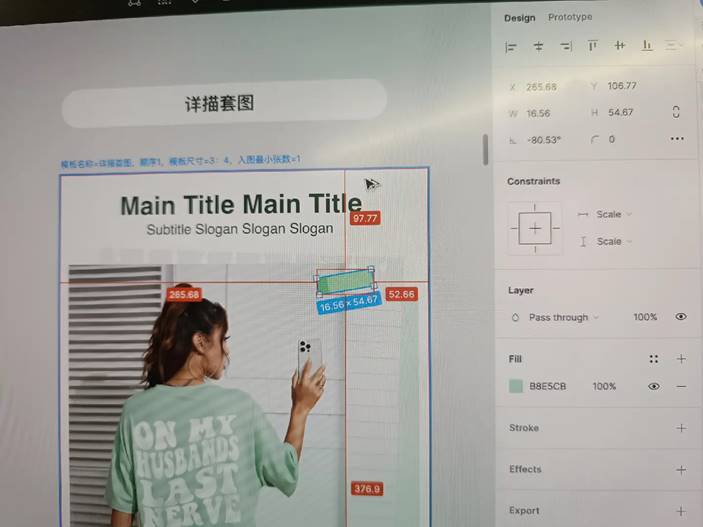 Design Prototype
X 265.68 Y 106.77
W 16.56 H 54.67
-80.53° 0
Constraints
Scale
Scale
Layer
Pass through 100%
Fill
B8E5CB 100%
Stroke
Effects
Export
详描套图
模板名称=详描套图, 顺序1, 模板尺寸=3: 4, 入图最小张数=1
Main Title Main Title
97.77
Subtitle Slogan Slogan Slogan
265.68
52.66
16.56 × 54.67
ON MY
HUSBANDS
LAST
NERVE
376.9